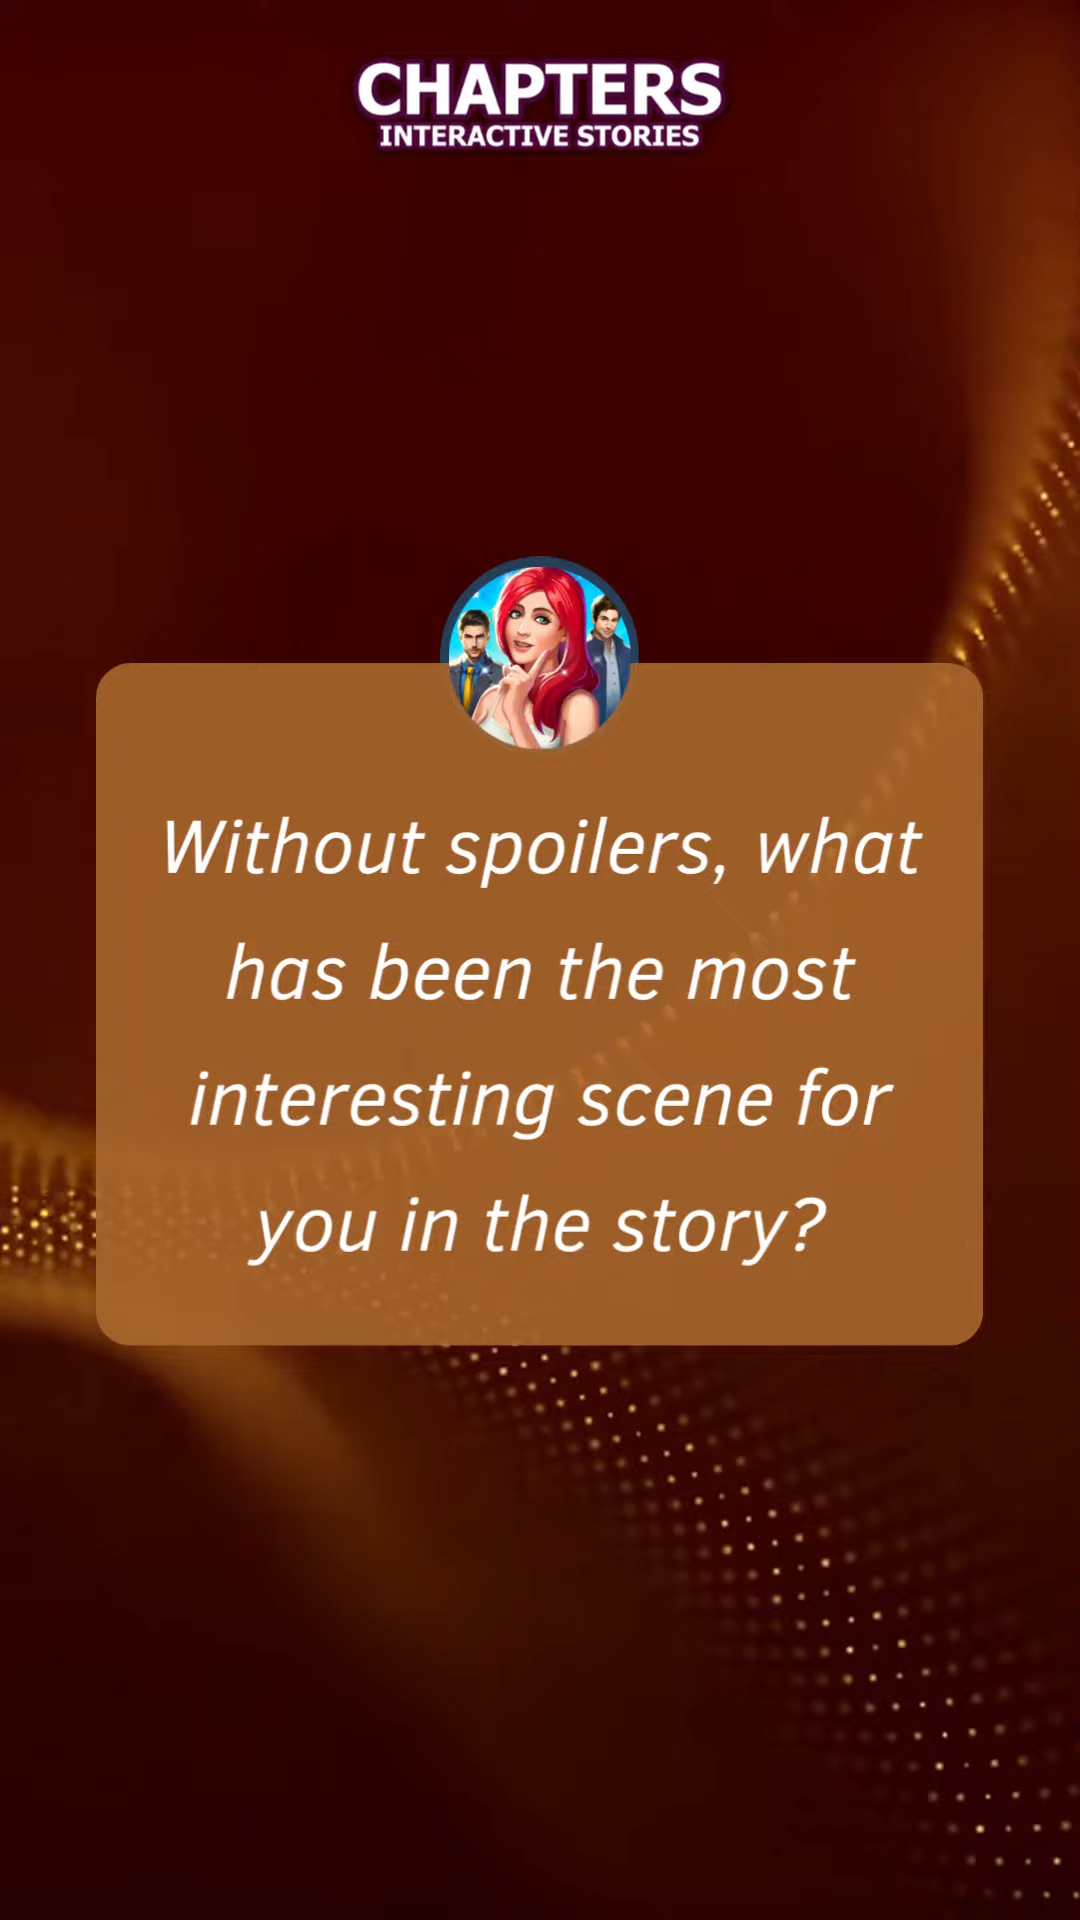 CHAPTERS
INTERACTIVE STORIES
Without spoilers, what
has been the most
interesting scene for
you in the story?